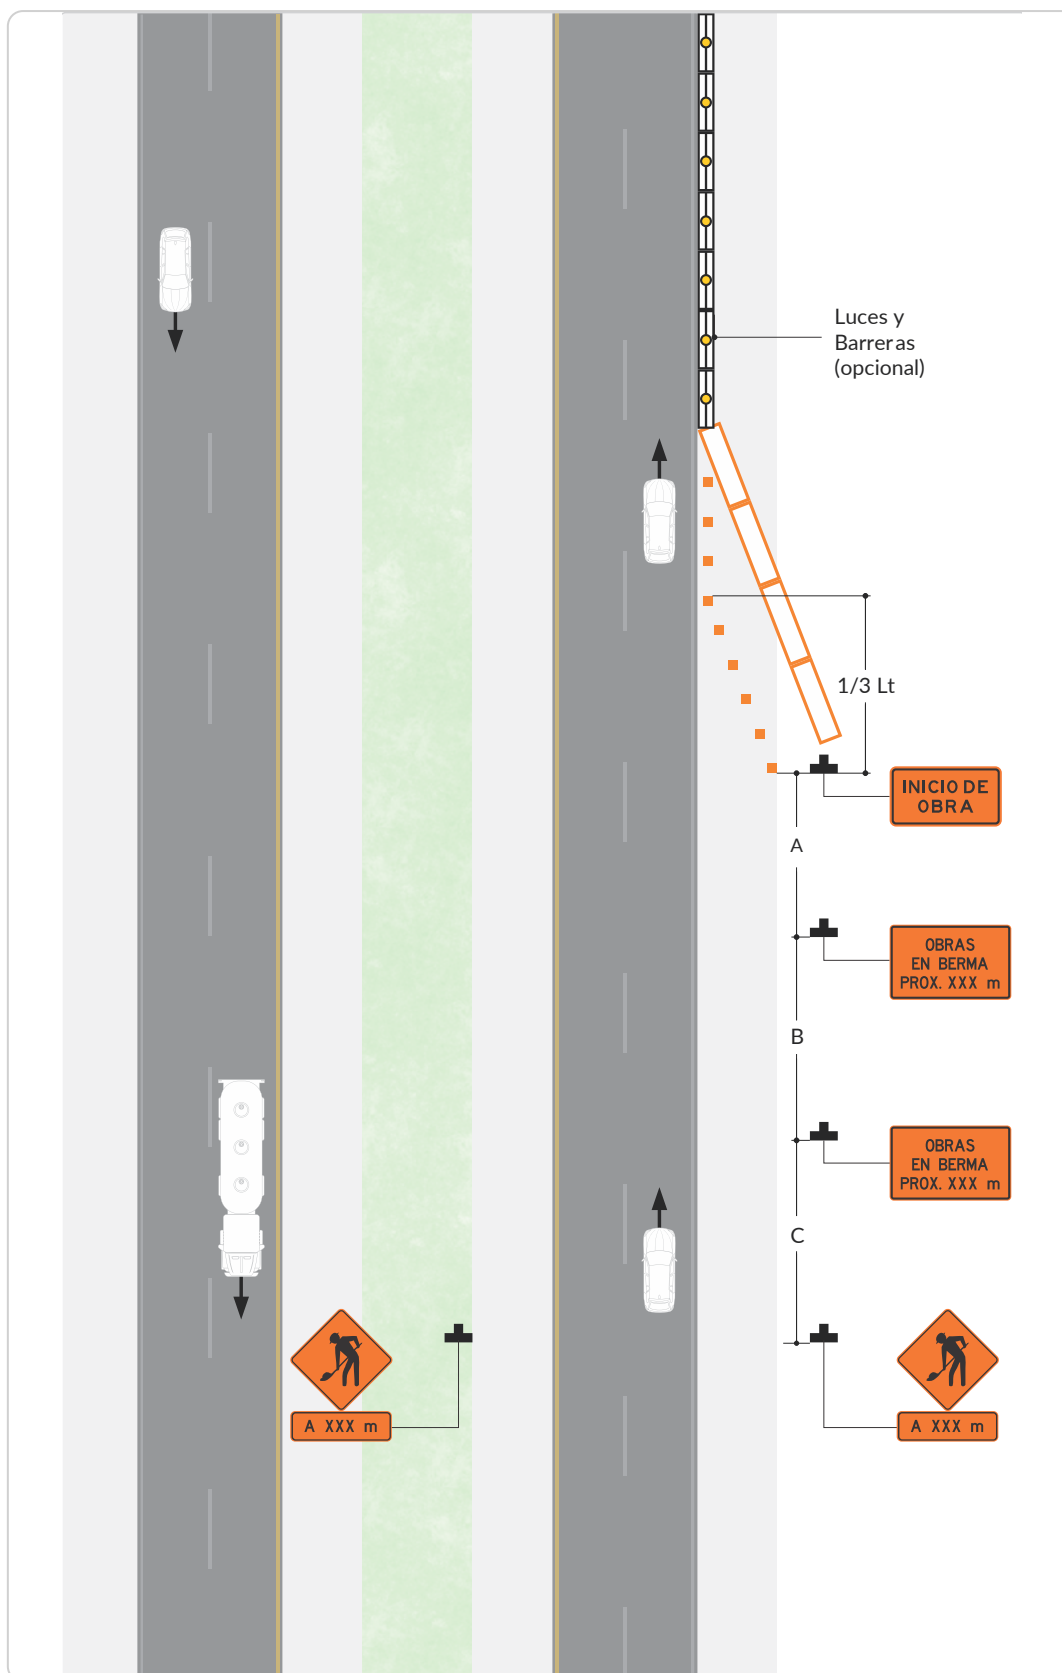 Luces y
Barreras
(opcional)
1/3 Lt
INICIO DE
OBRA
A
OBRAS
EN BERMA
PROX. XXX m
B
OBRAS
EN BERMA
PROX. XXX m
C
A XXX m
A XXX m